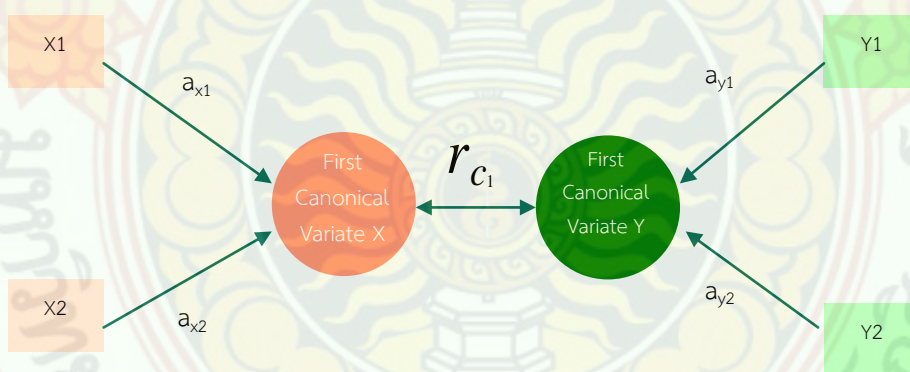 X1
Y1
a_x1
a_y1
r_c1
First
Canonical
Variate X
First
Canonical
Variate Y
X2
Y2
a_x2
a_y2